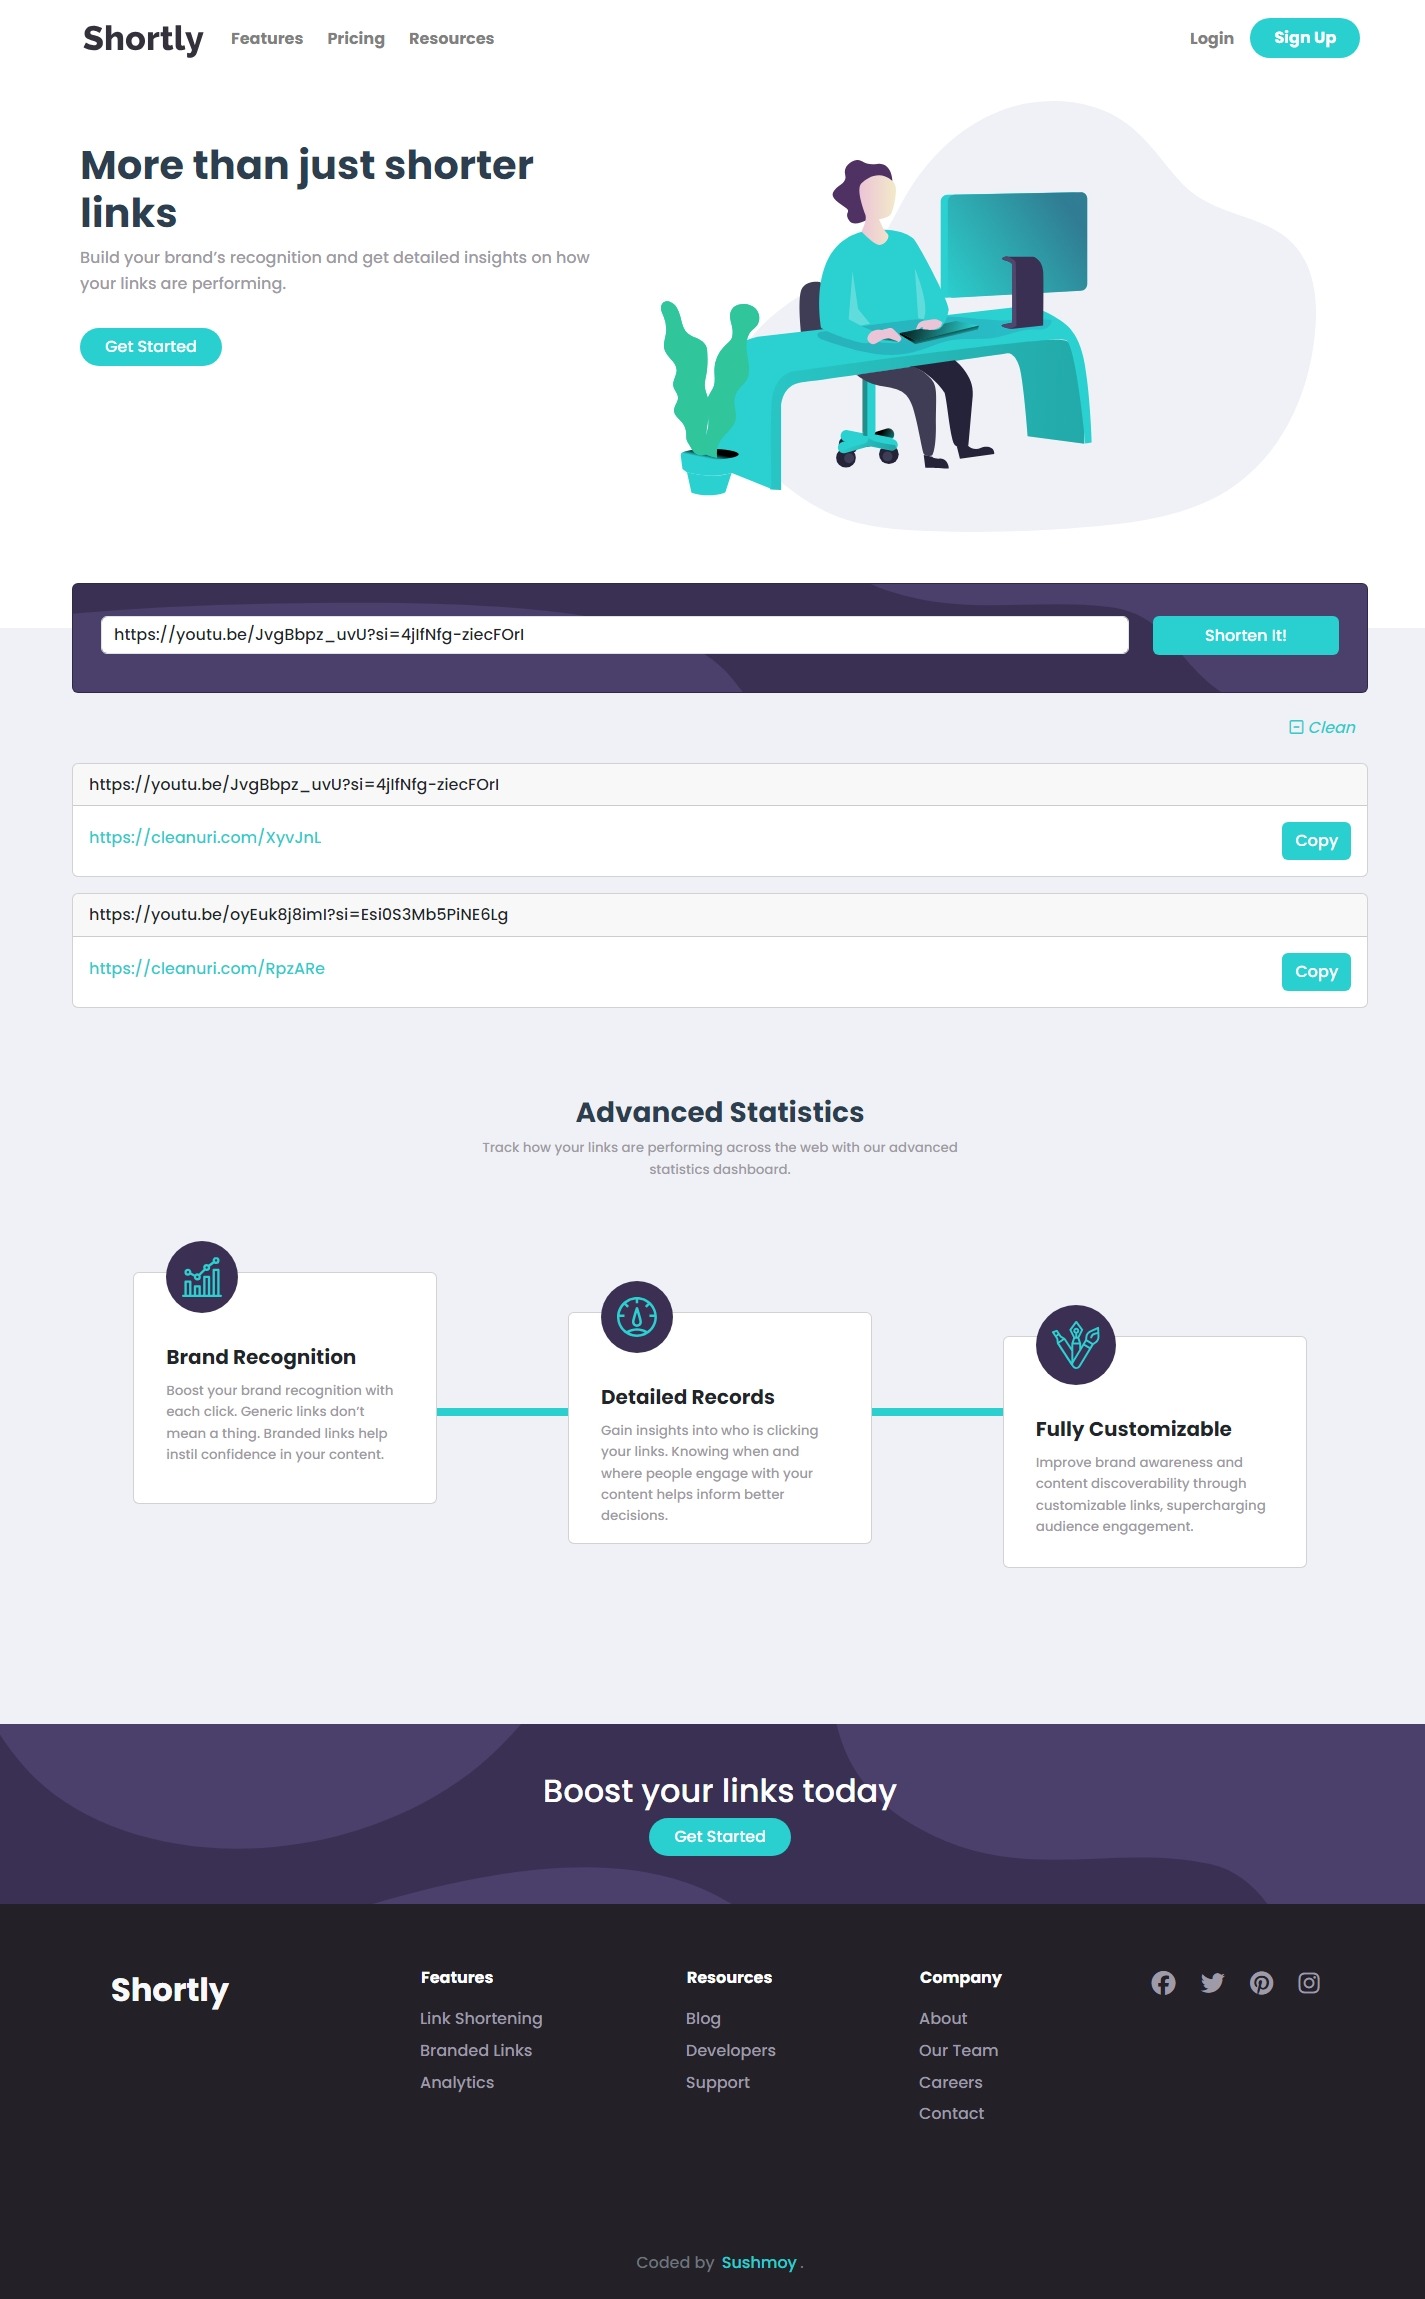 Shortly Features Pricing Resources Login Sign Up
More than just shorter
links
Build your brand’s recognition and get detailed insights on how
your links are performing.
Get Started
https://youtu.be/JvgBbpz_uvU?si=4jIfNfg-ziecFOrI Shorten It!
Clean
https://youtu.be/JvgBbpz_uvU?si=4jIfNfg-ziecFOrI
https://cleanuri.com/XyvJnL Copy
https://youtu.be/oyEuk8j8imI?si=Esi0S3Mb5PiNE6Lg
https://cleanuri.com/RpzARe Copy
Advanced Statistics
Track how your links are performing across the web with our advanced
statistics dashboard.
Brand Recognition
Boost your brand recognition with
each click. Generic links don’t
mean a thing. Branded links help
instil confidence in your content.
Detailed Records
Gain insights into who is clicking
your links. Knowing when and
where people engage with your
content helps inform better
decisions.
Fully Customizable
Improve brand awareness and
content discoverability through
customizable links, supercharging
audience engagement.
Boost your links today
Get Started
Shortly
Features
Link Shortening
Branded Links
Analytics
Resources
Blog
Developers
Support
Company
About
Our Team
Careers
Contact
Coded by Sushmoy .